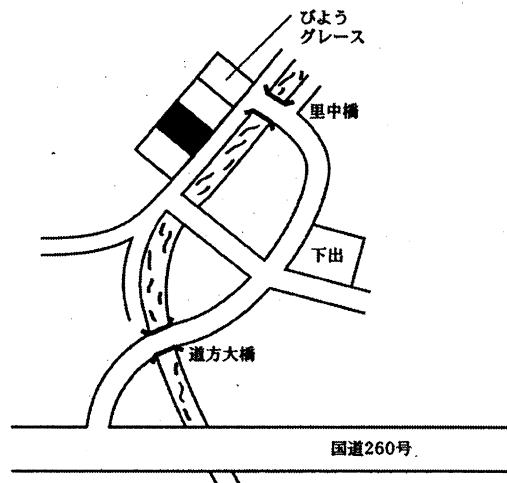 びよう
グレース
里中橋
下出
道方大橋
国道260号